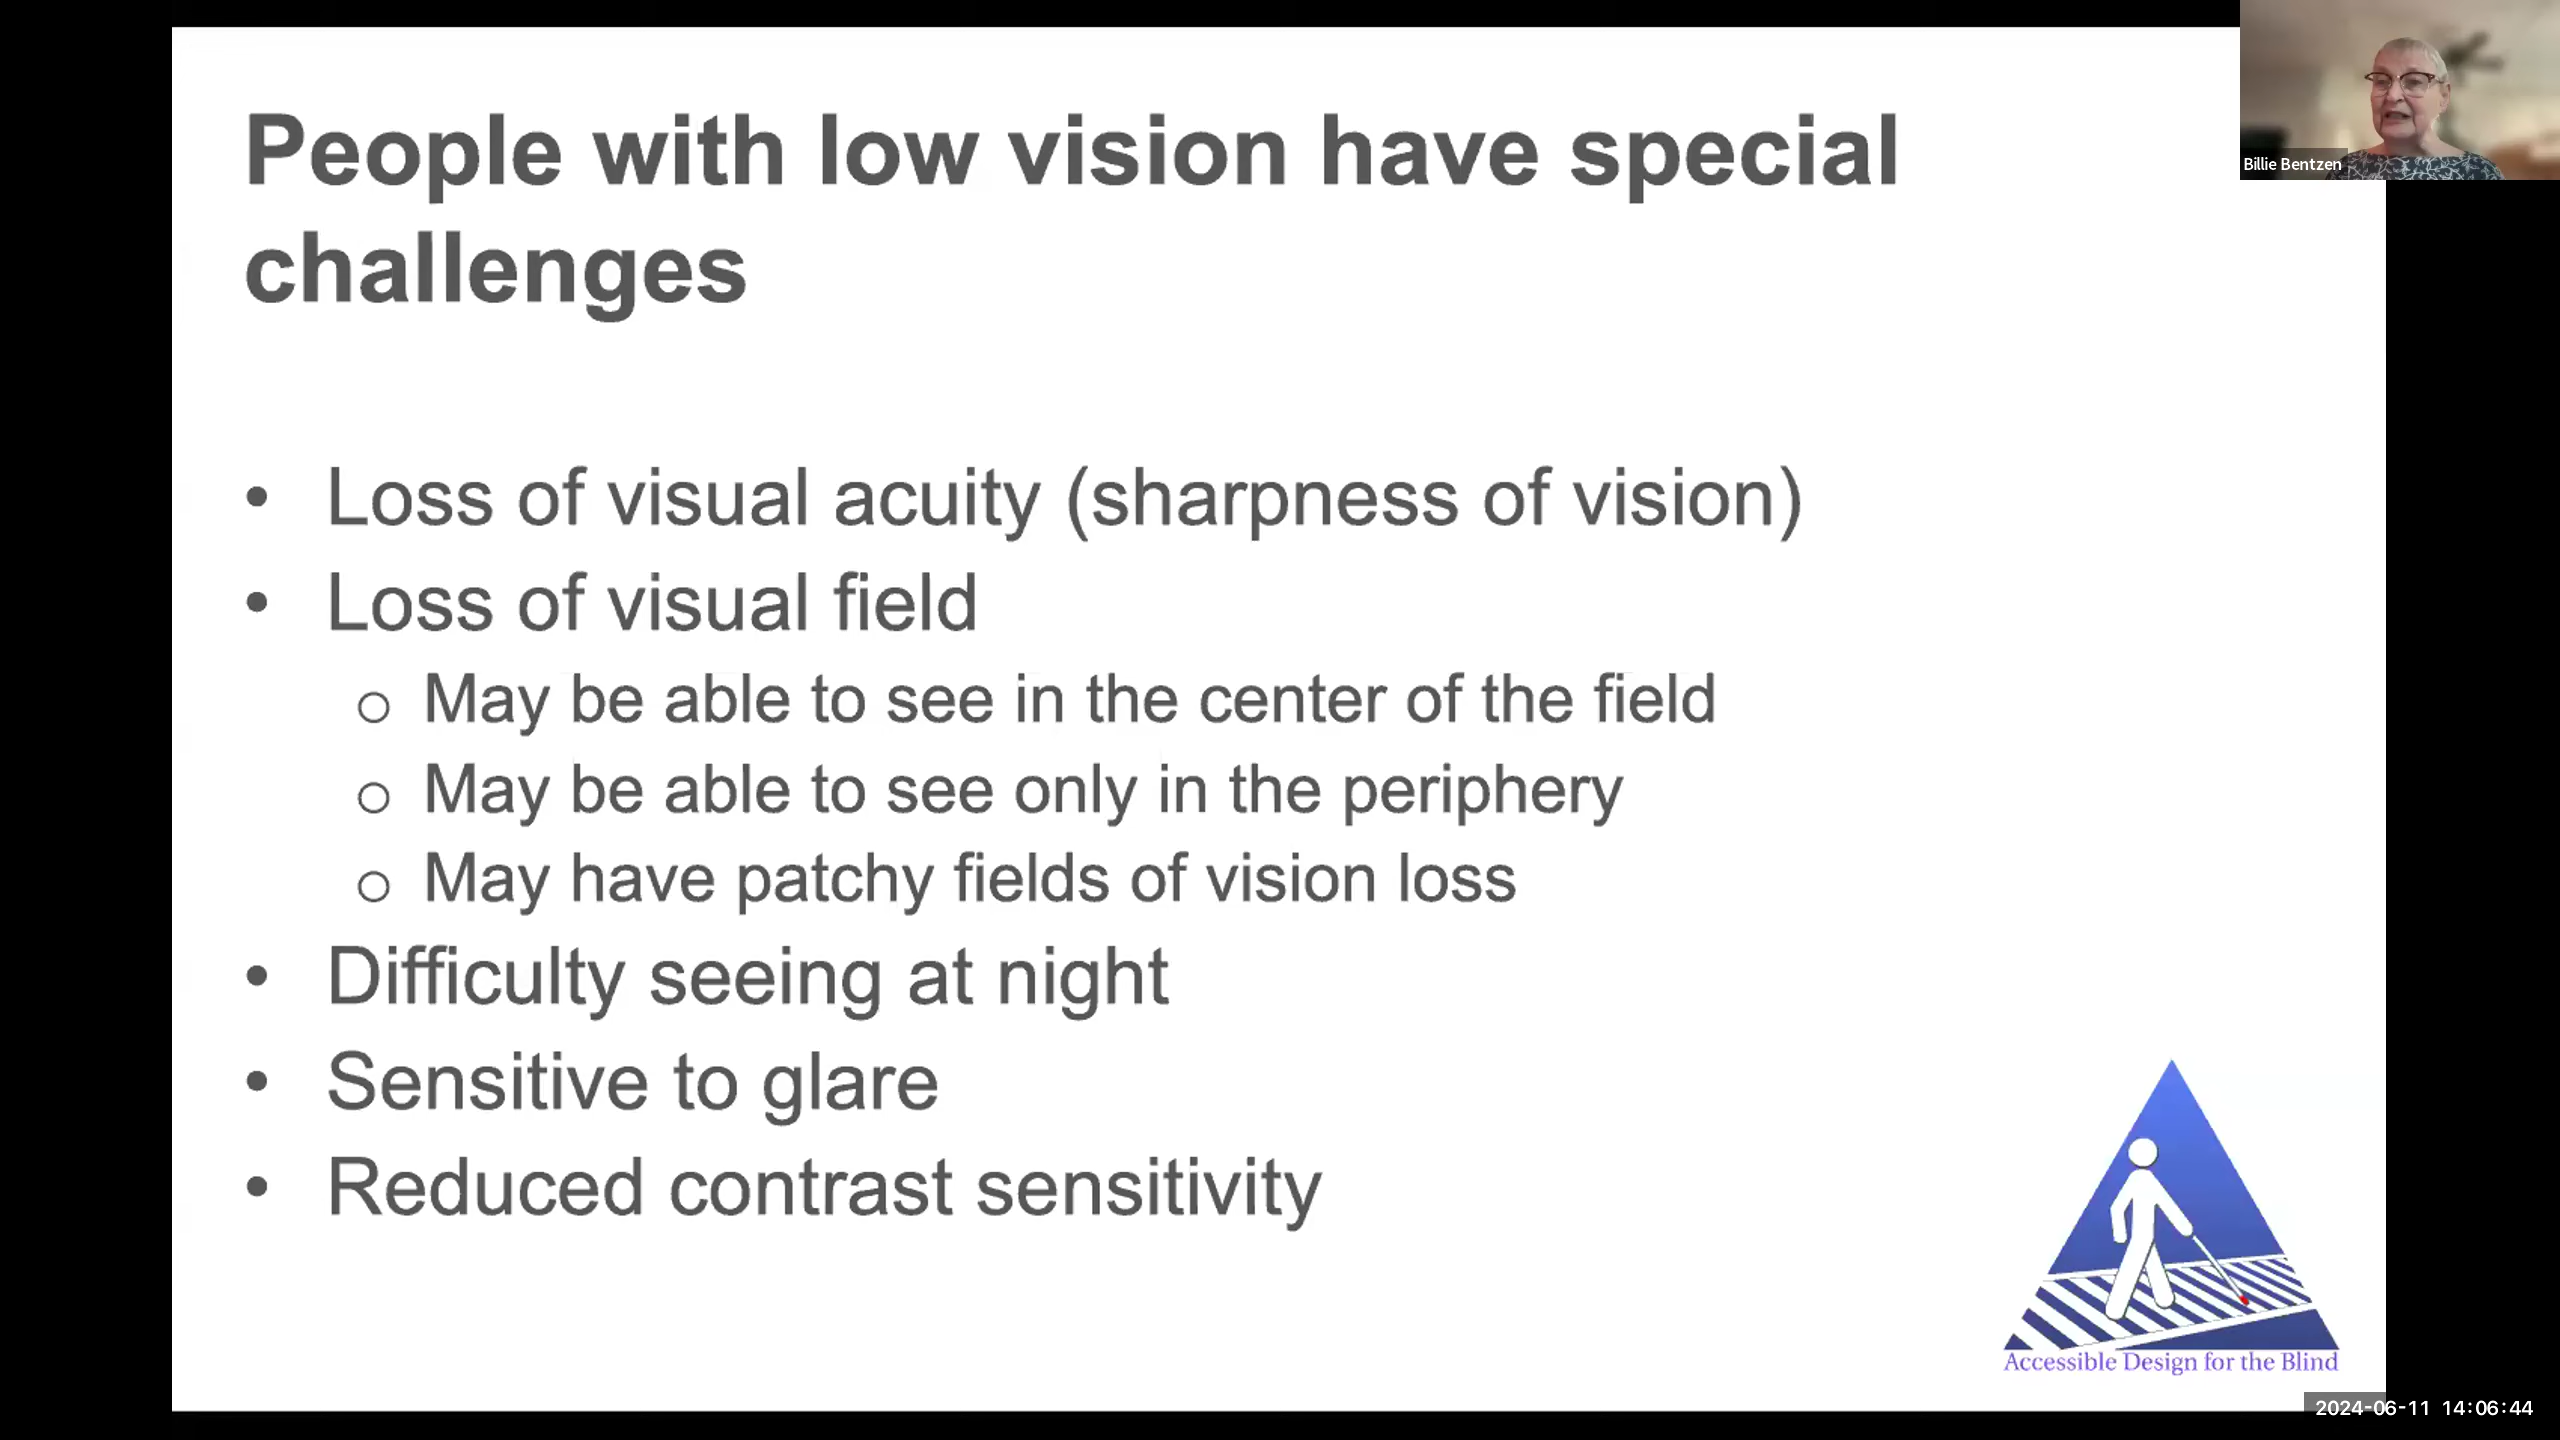 People with low vision have special
challenges
• Loss of visual acuity (sharpness of vision)
• Loss of visual field
o May be able to see in the center of the field
o May be able to see only in the periphery
o May have patchy fields of vision loss
• Difficulty seeing at night
• Sensitive to glare
• Reduced contrast sensitivity
Accessible Design for the Blind
Billie Bentzen
2024-06-11 14:06:44